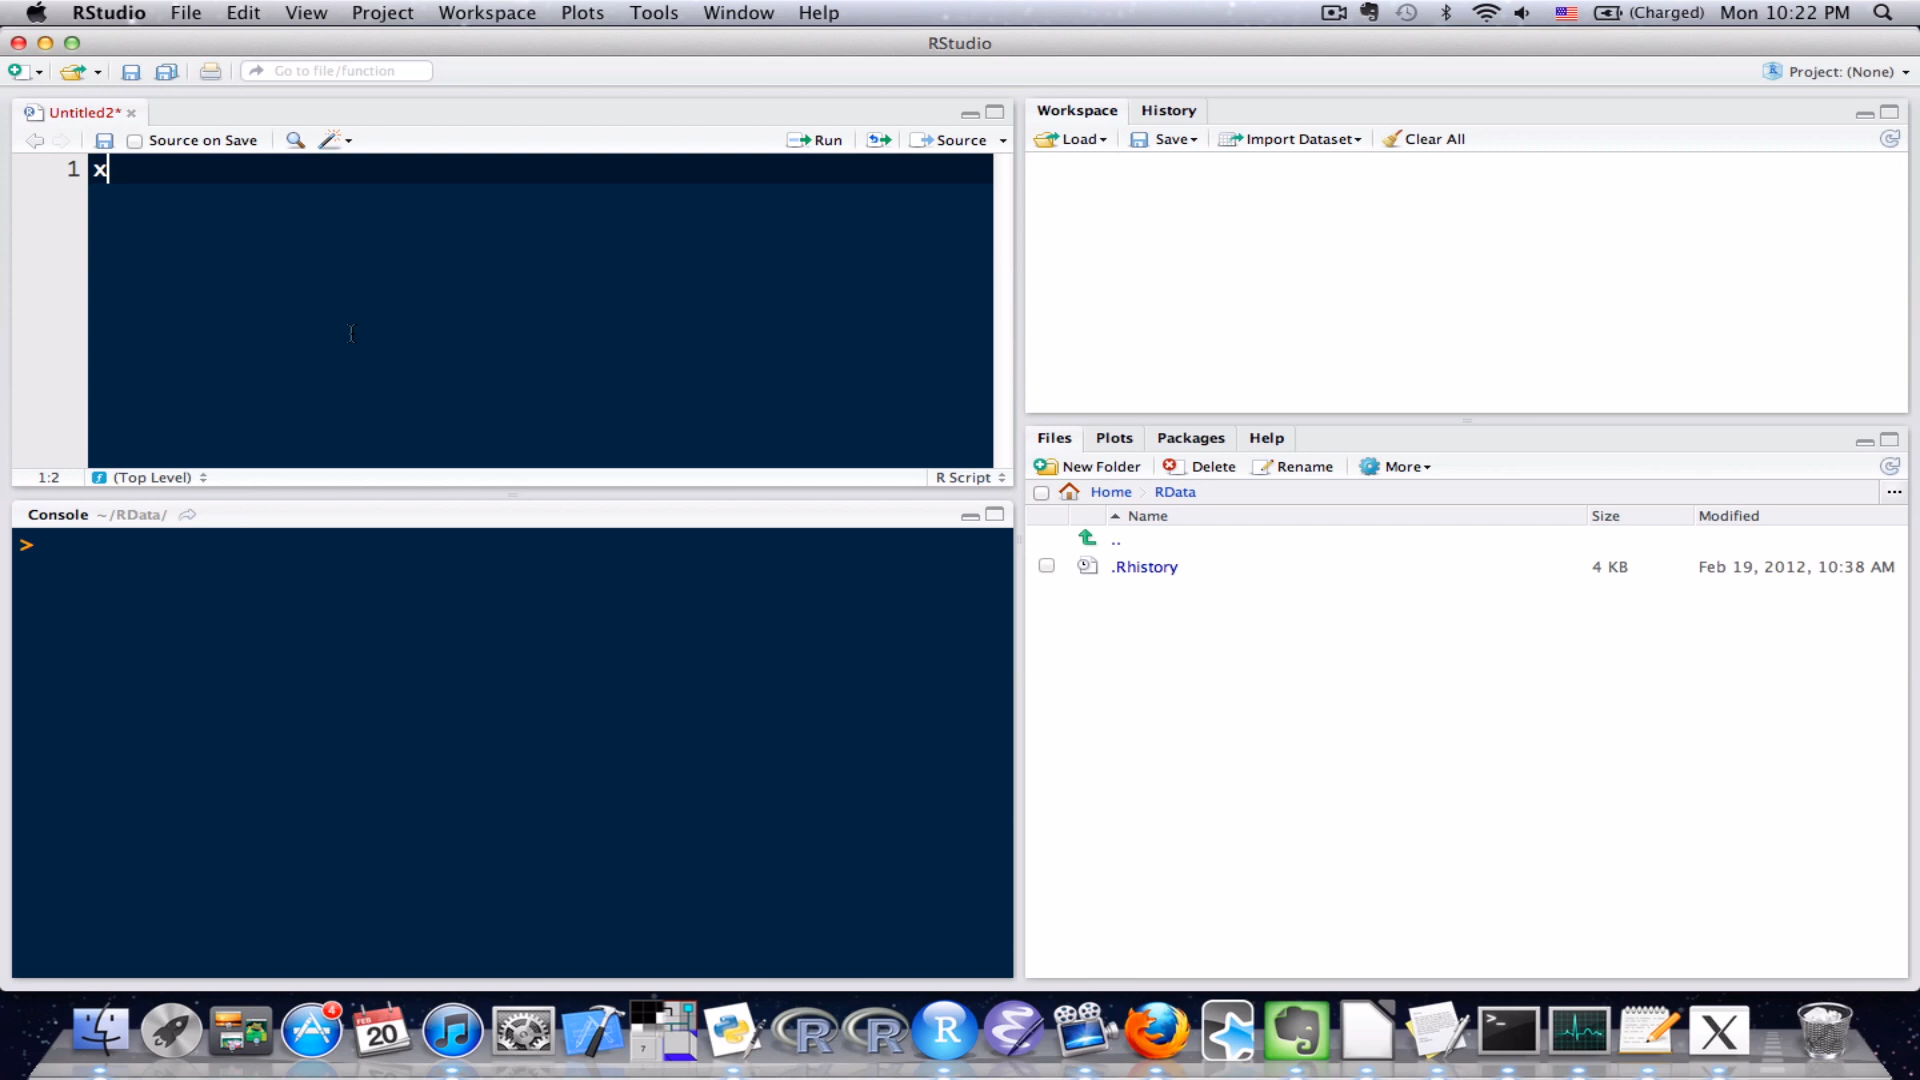 RStudio File Edit View Project Workspace Plots Tools Window Help (Charged) Mon 10:22 PM
RStudio
Go to file/function Project: (None)
Untitled2* Workspace History
Source on Save Run Source Load Save Import Dataset Clear All
1 x
1:2 (Top Level) R Script
Files Plots Packages Help
New Folder Delete Rename More
Home RData ...
Name Size Modified
..
.Rhistory 4 KB Feb 19, 2012, 10:38 AM
Console ~/RData/
>
4 FEB 20 7 R R R >_ X